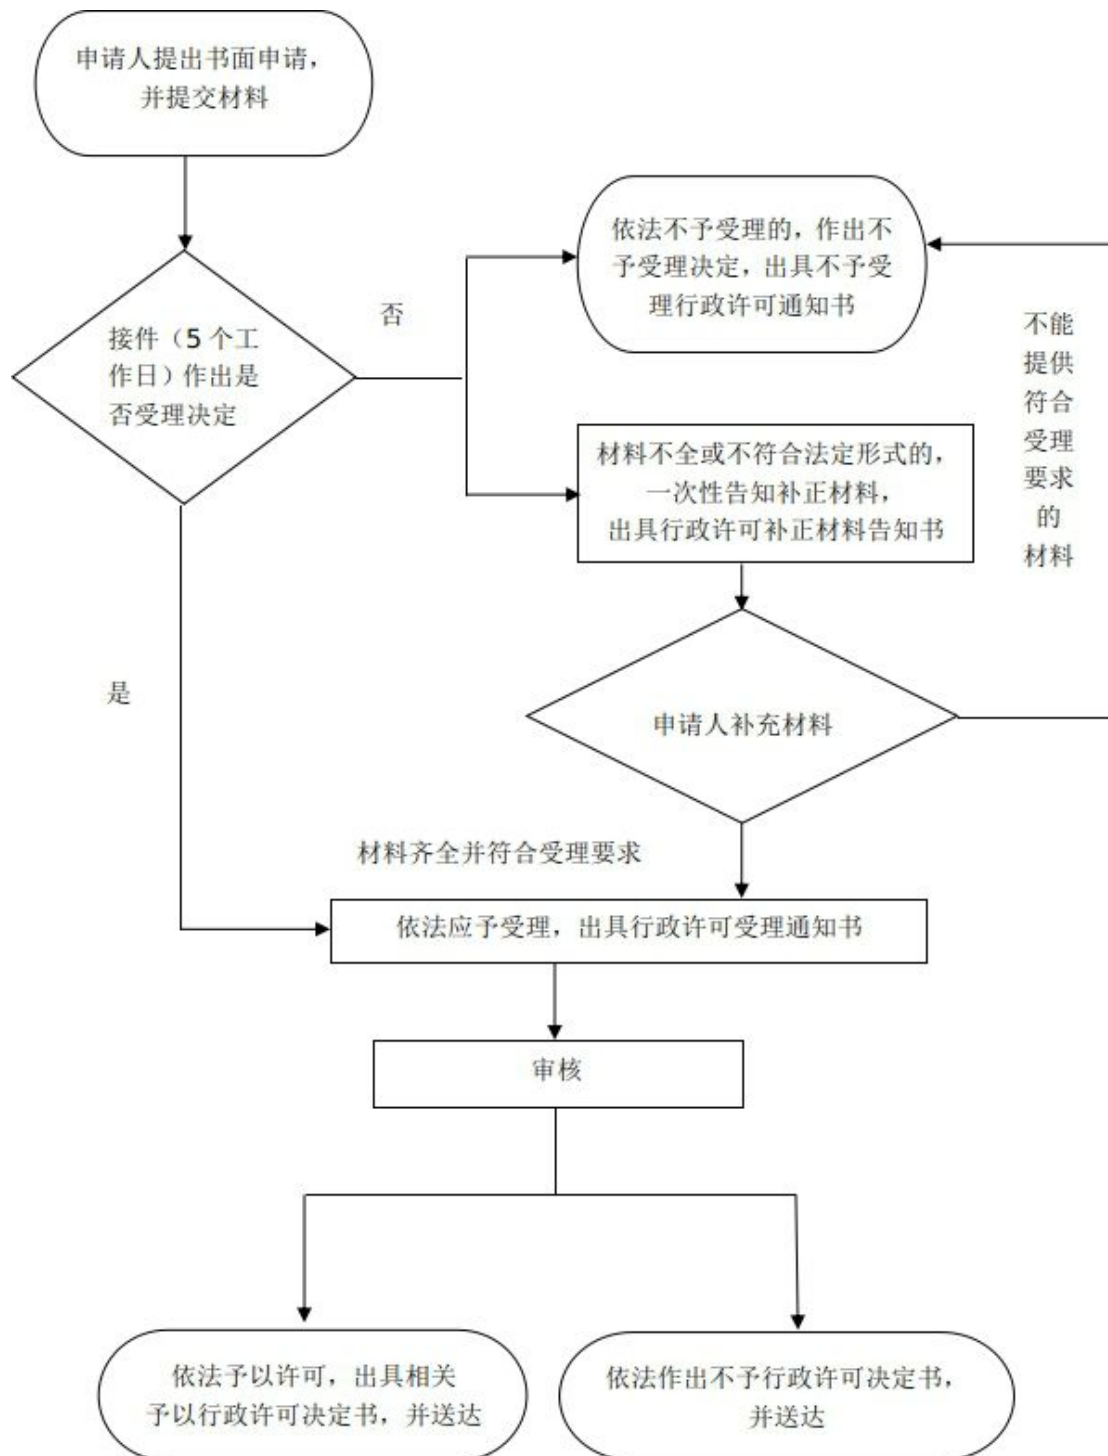 申请人提出书面申请，
并提交材料
依法不予受理的，作出不
予受理决定，出具不予受
理行政许可通知书
否
接件（5 个工
作日）作出是
否受理决定
不能
提供
符合
受理
要求
的
材料
材料不全或不符合法定形式的，
一次性告知补正材料，
出具行政许可补正材料告知书
是
申请人补充材料
材料齐全并符合受理要求
依法应予受理，出具行政许可受理通知书
审核
依法予以许可，出具相关
予以行政许可决定书，并送达
依法作出不予行政许可决定书，
并送达